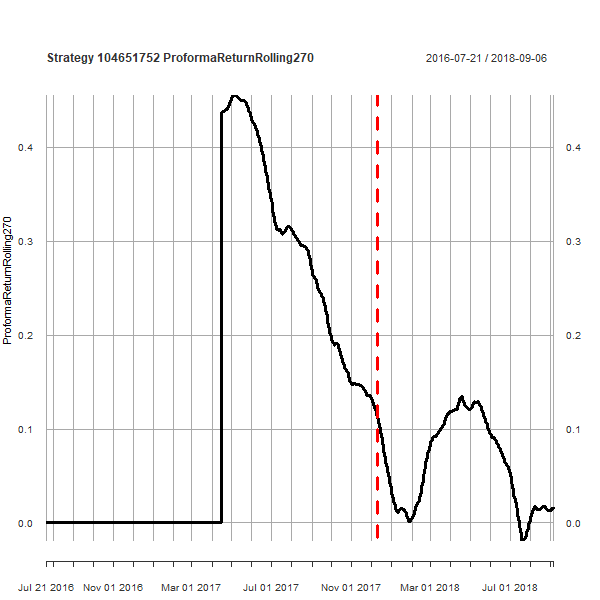 Strategy 104651752 ProformaReturnRolling270
2016-07-21 / 2018-09-06
ProformaReturnRolling270
0.4 0.4
0.3 0.3
0.2 0.2
0.1 0.1
0.0 0.0
Jul 21 2016 Nov 01 2016 Mar 01 2017 Jul 01 2017 Nov 01 2017 Mar 01 2018 Jul 01 2018